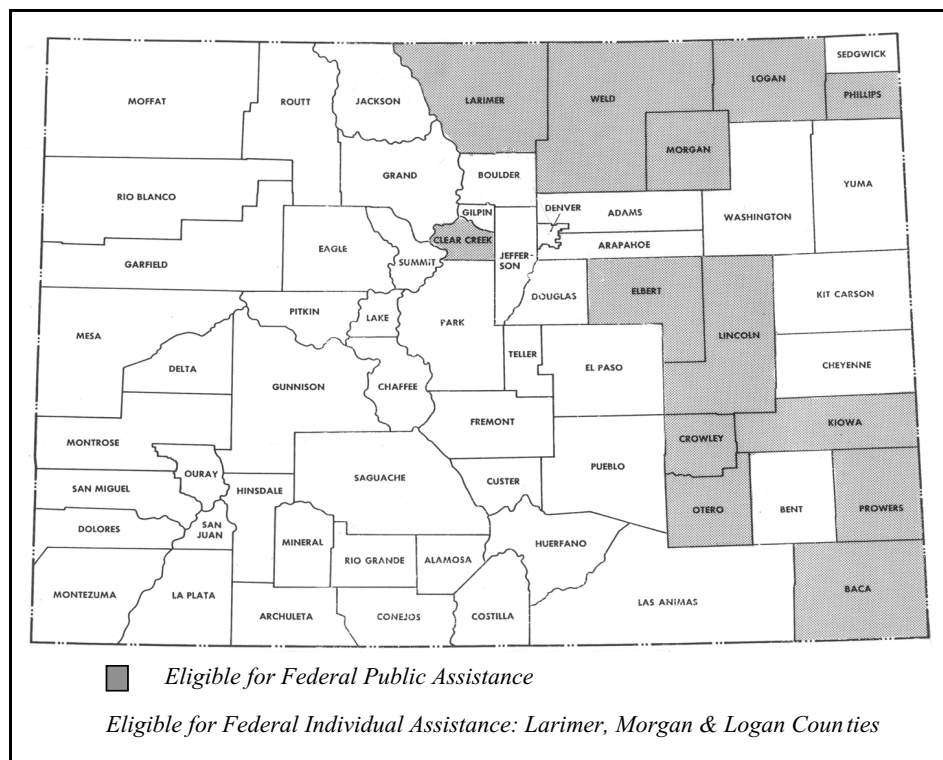 SEDGWICK
LOGAN
MOFFAT
ROUTT
JACKSON
LARIMER
WELD
PHILLIPS
MORGAN
GRAND
BOULDER
YUMA
RIO BLANCO
GILPIN
DENVER
ADAMS
WASHINGTON
CLEAR CREEK
ARAPAHOE
EAGLE
JEFFER-
SON
GARFIELD
SUMMIT
ELBERT
KIT CARSON
DOUGLAS
PITKIN
LAKE
PARK
LINCOLN
MESA
TELLER
CHEYENNE
DELTA
EL PASO
GUNNISON
CHAFFEE
FREMONT
KIOWA
MONTROSE
CROWLEY
OURAY
SAGUACHE
PUEBLO
SAN MIGUEL
HINSDALE
CUSTER
OTERO
BENT
PROWERS
DOLORES
SAN
JUAN
MINERAL
HUERFANO
RIO GRANDE
ALAMOSA
MONTEZUMA
LA PLATA
BACA
LAS ANIMAS
ARCHULETA
CONEJOS
COSTILLA
Eligible for Federal Public Assistance
Eligible for Federal Individual Assistance: Larimer, Morgan & Logan Counties